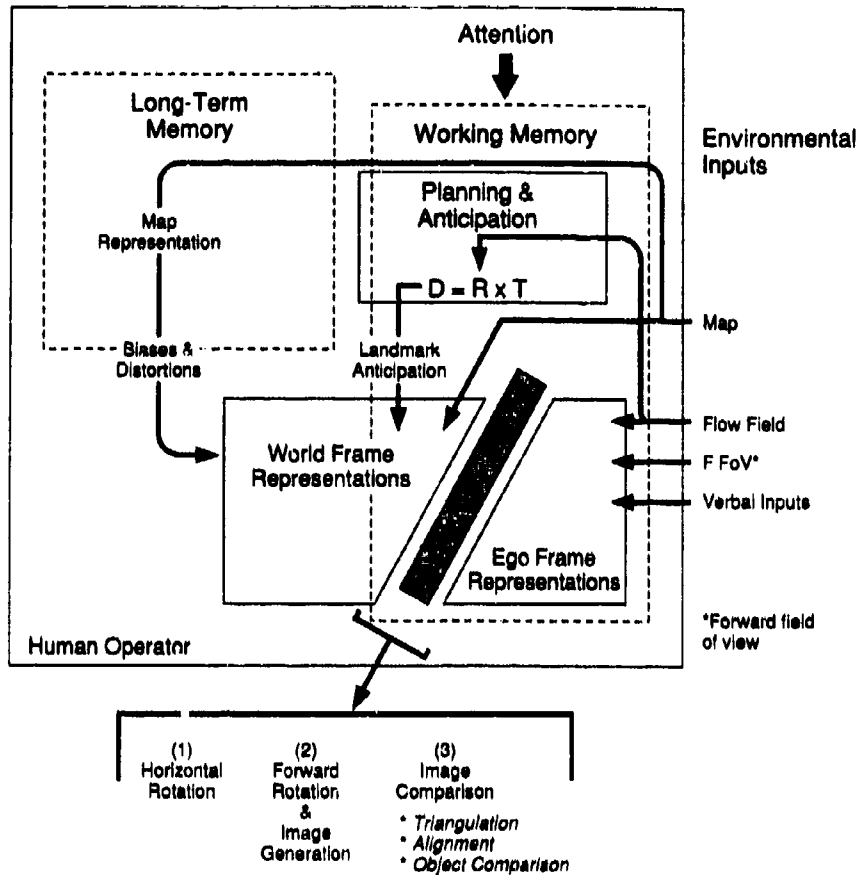 Attention
Long-Term
Memory
Working Memory
Environmental
Inputs
Planning &
Anticipation
Map
Representation
D = R x T
Map
Biases &
Distortions
Landmark
Anticipation
Flow Field
World Frame
Representations
F FoV*
Verbal Inputs
Ego Frame
Representations
*Forward field
of view
Human Operator
(1)
Horizontal
Rotation
(2)
Forward
Rotation
&
Image
Generation
(3)
Image
Comparison
* Triangulation
* Alignment
* Object Comparison